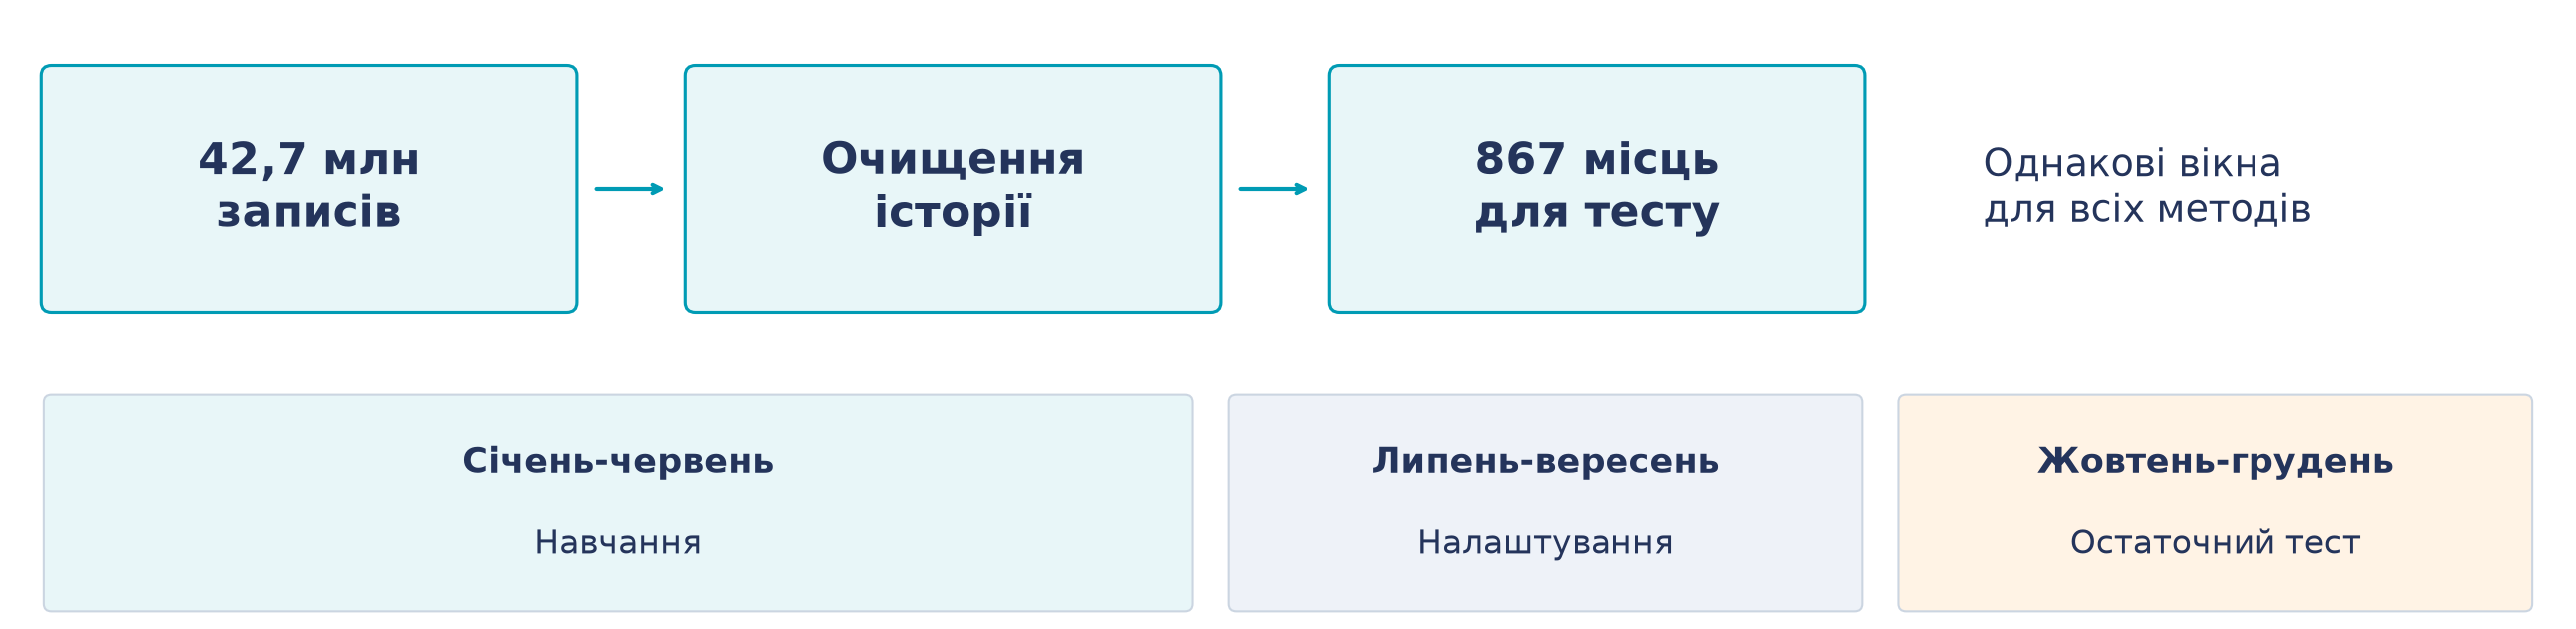 42,7 млн
записів
Очищення
історії
867 місць
для тесту
Однакові вікна
для всіх методів
Січень-червень
Навчання
Липень-вересень
Налаштування
Жовтень-грудень
Остаточний тест